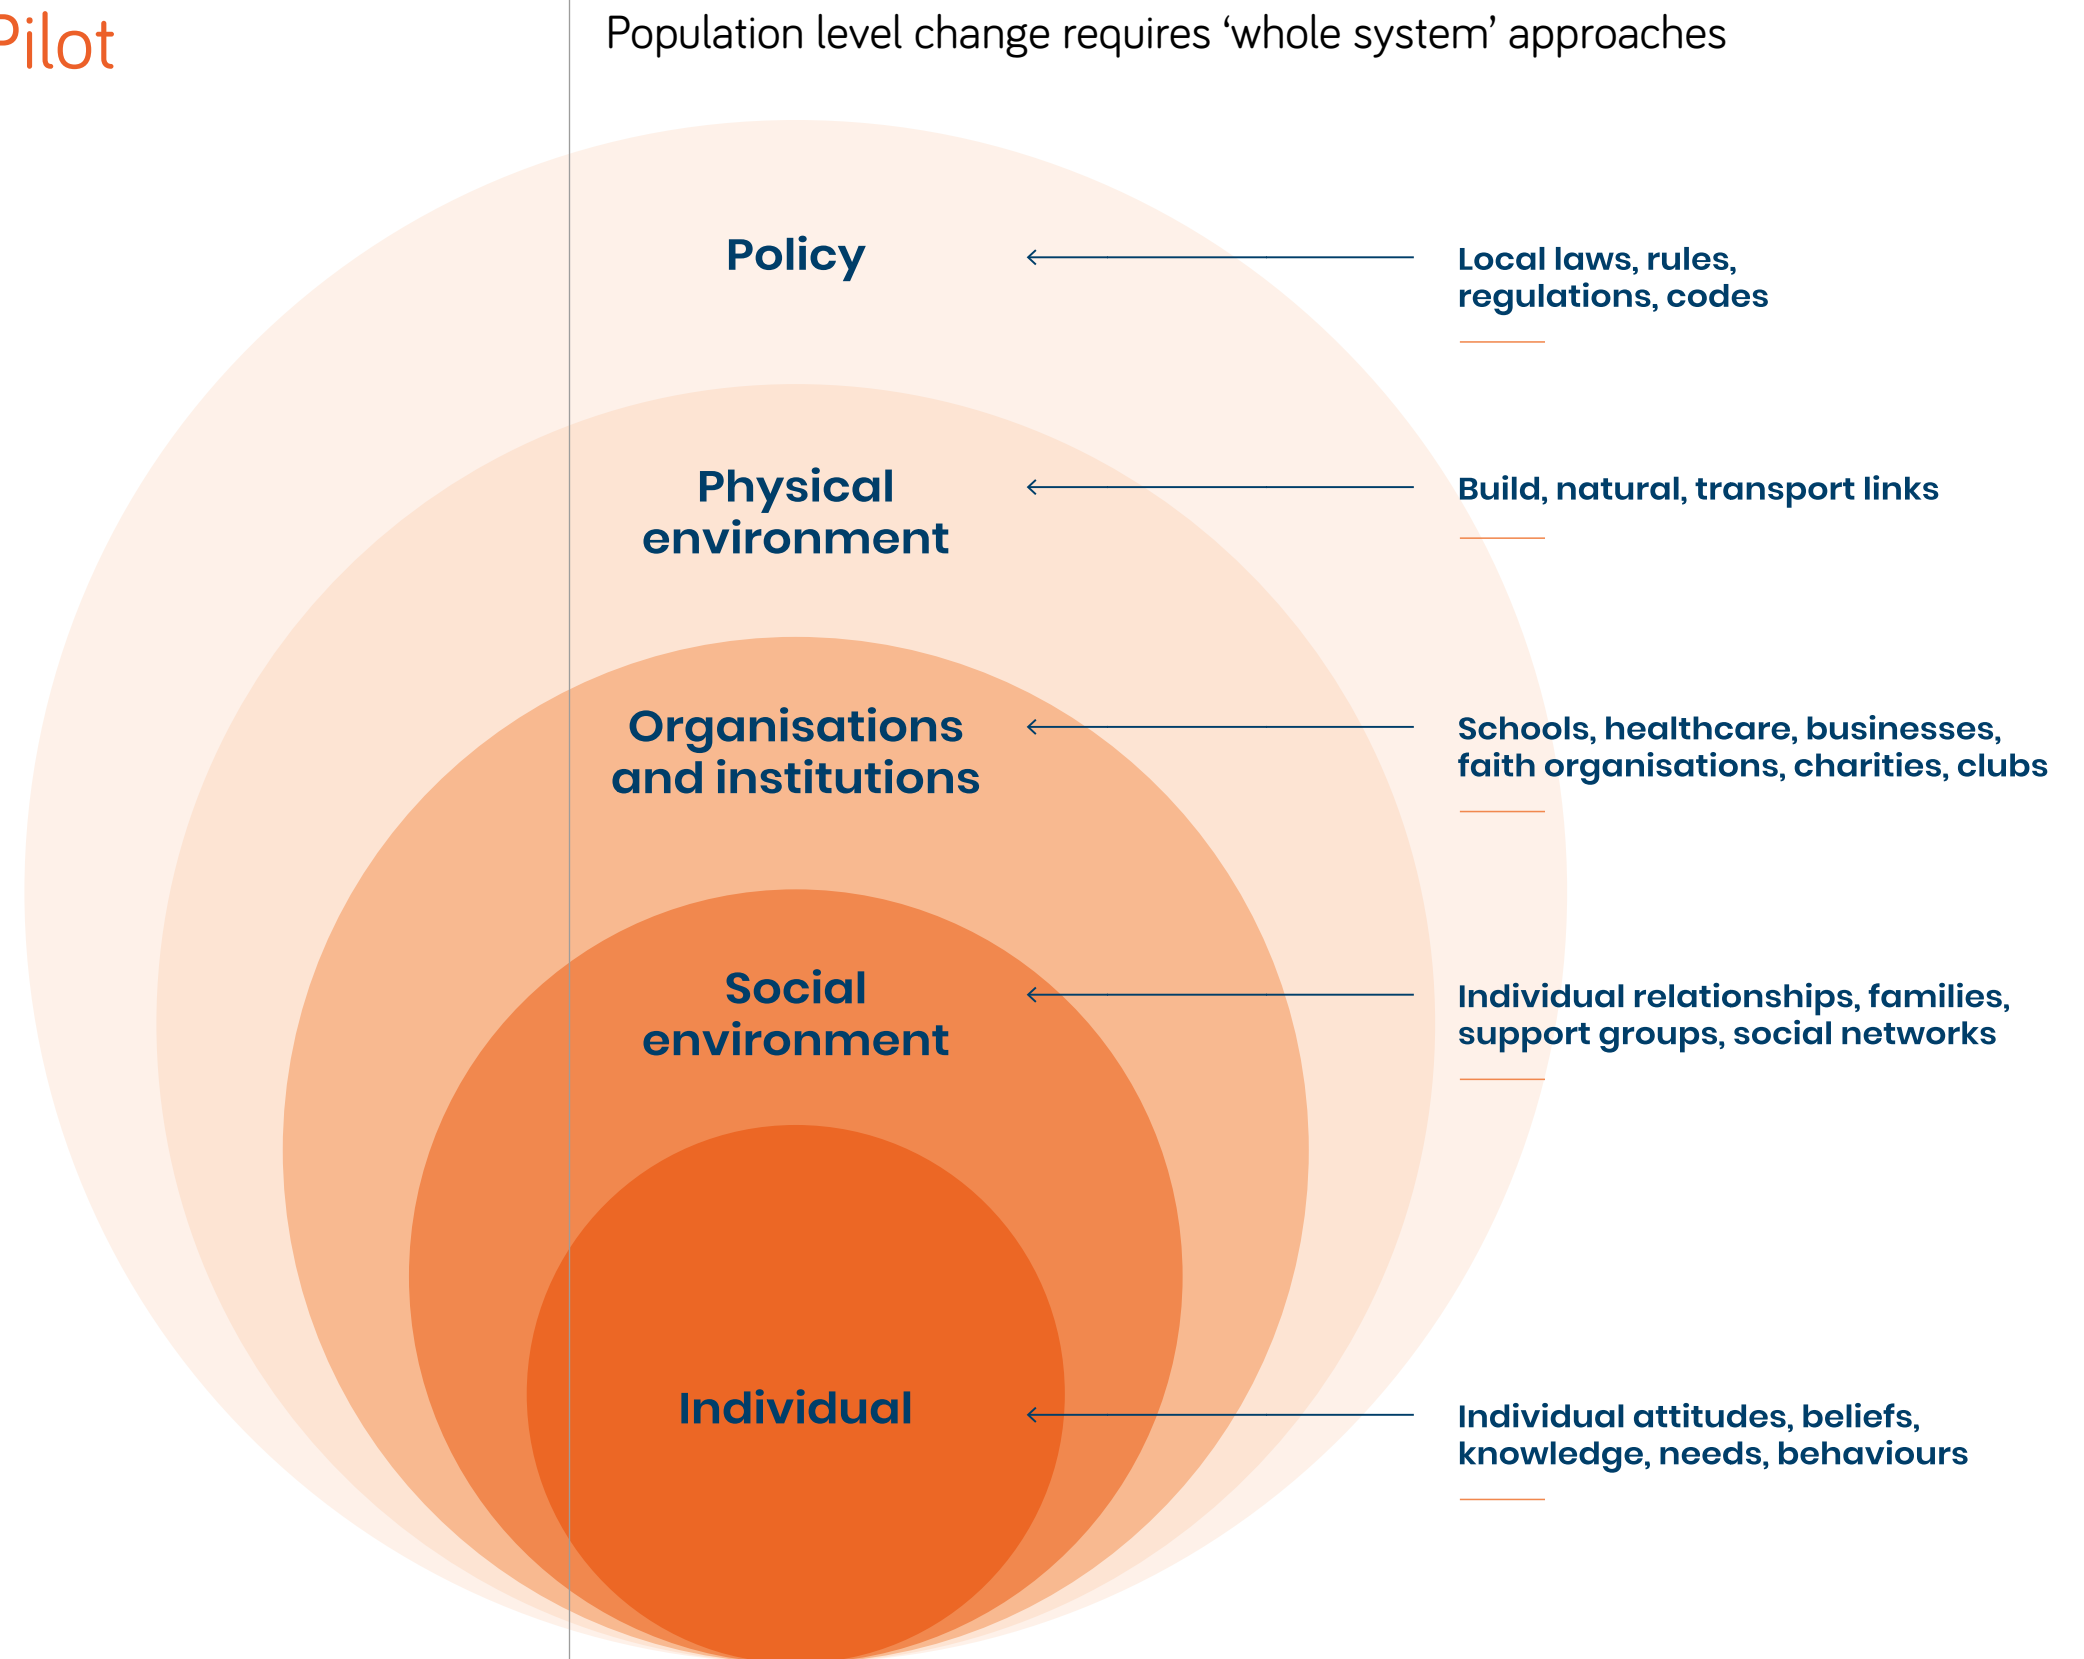 Pilot
Population level change requires ‘whole system’ approaches
Policy
Local laws, rules,
regulations, codes
Physical
environment
Build, natural, transport links
Organisations
and institutions
Schools, healthcare, businesses,
faith organisations, charities, clubs
Social
environment
Individual relationships, families,
support groups, social networks
Individual
Individual attitudes, beliefs,
knowledge, needs, behaviours